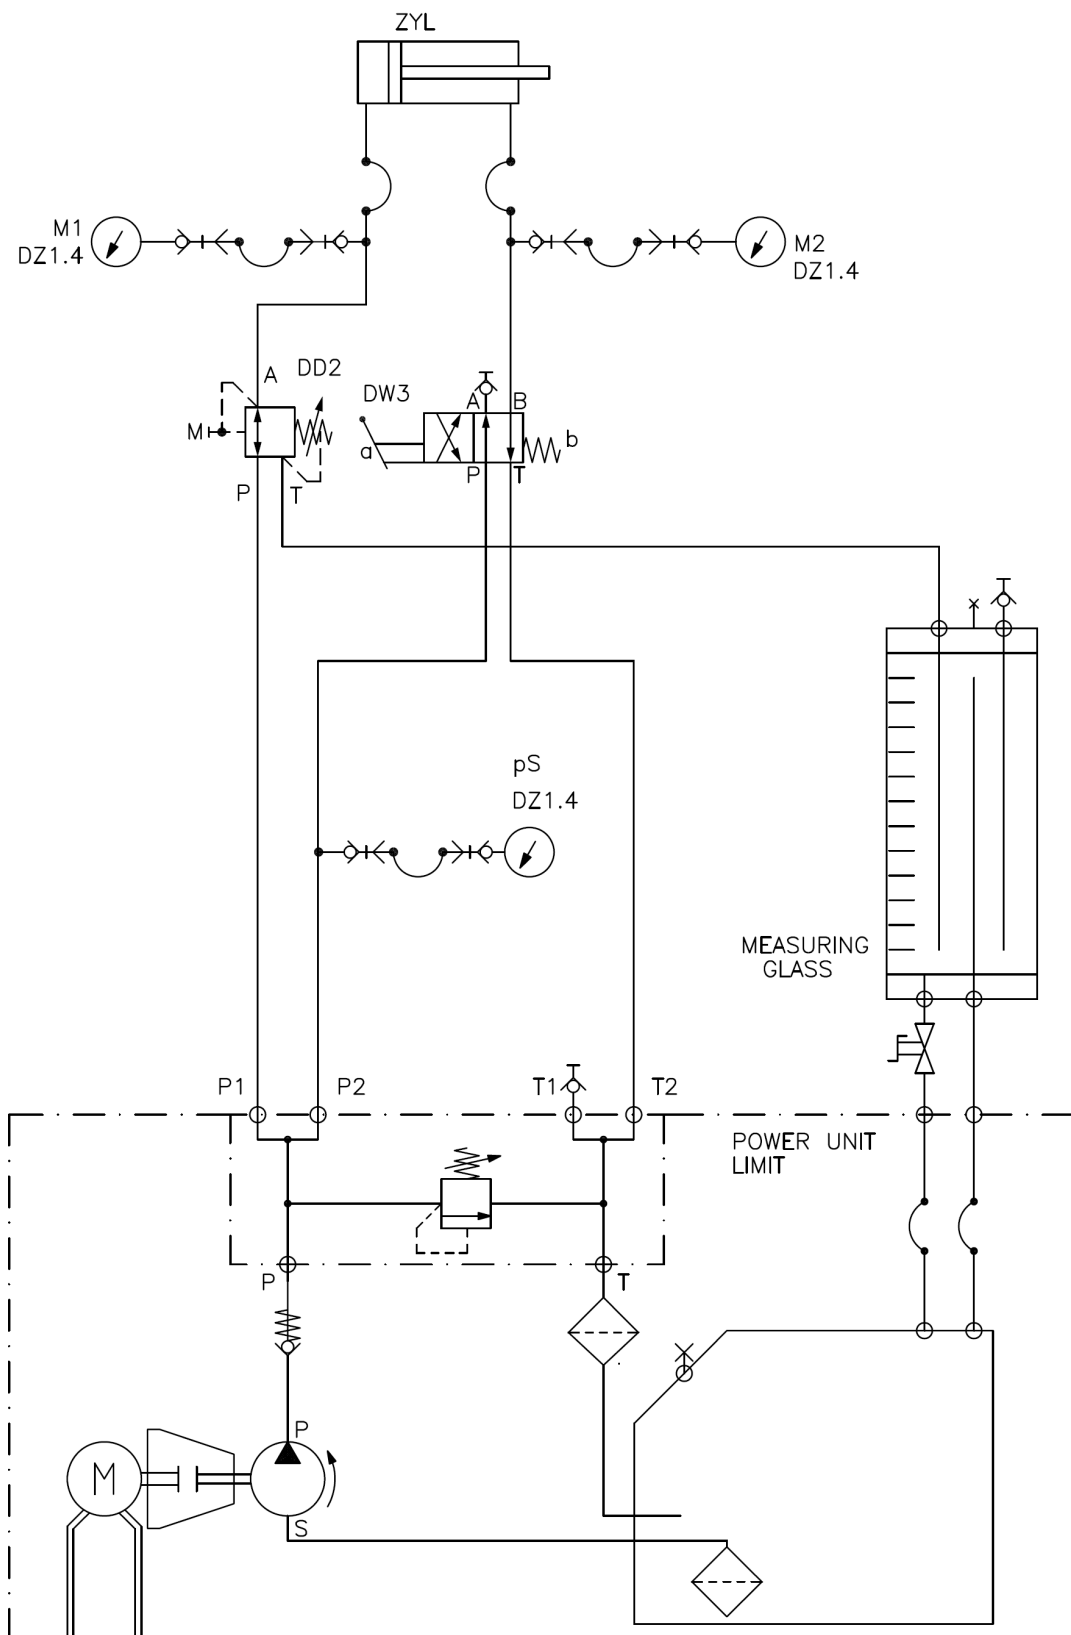 ZYL
M1
DZ1.4
M2
DZ1.4
A
DD2
M
P
T
DW3
A
B
a
b
P
T
pS
DZ1.4
MEASURING
GLASS
P1
P2
T1
T2
POWER UNIT
LIMIT
P
T
P
M
S